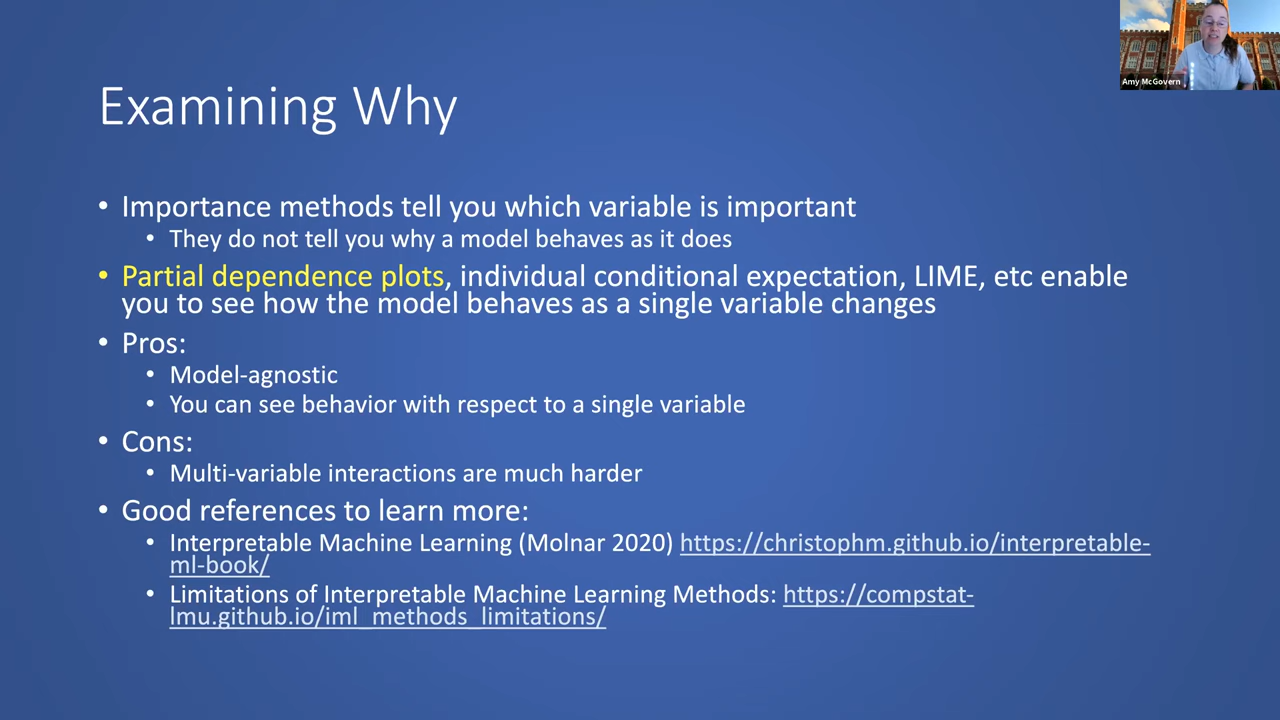 Amy McGovern
Examining Why
• Importance methods tell you which variable is important
• They do not tell you why a model behaves as it does
• Partial dependence plots, individual conditional expectation, LIME, etc enable
you to see how the model behaves as a single variable changes
• Pros:
• Model-agnostic
• You can see behavior with respect to a single variable
• Cons:
• Multi-variable interactions are much harder
• Good references to learn more:
• Interpretable Machine Learning (Molnar 2020) https://christophm.github.io/interpretable-
ml-book/
• Limitations of Interpretable Machine Learning Methods: https://compstat-
lmu.github.io/iml_methods_limitations/